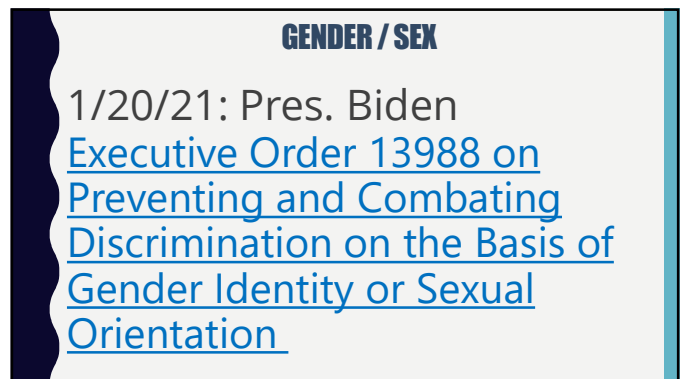 GENDER / SEX
1/20/21: Pres. Biden
Executive Order 13988 on
Preventing and Combating
Discrimination on the Basis of
Gender Identity or Sexual
Orientation